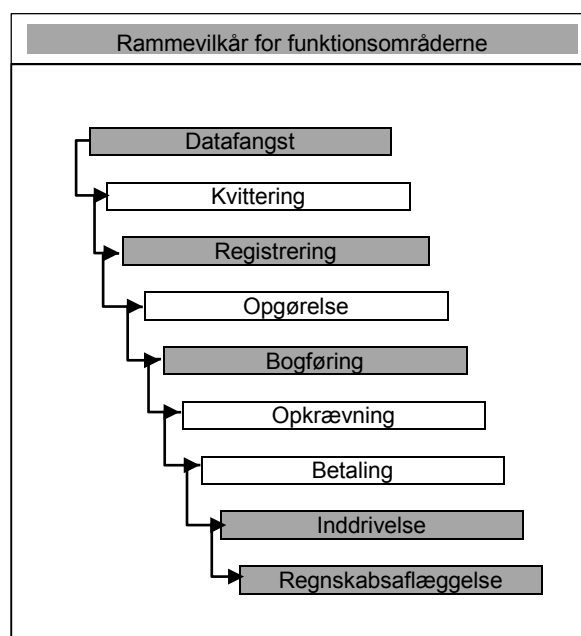 Rammevilkår for funktionsområderne
Datafangst
Kvittering
Registrering
Opgørelse
Bogføring
Opkrævning
Betaling
Inddrivelse
Regnskabsaflæggelse